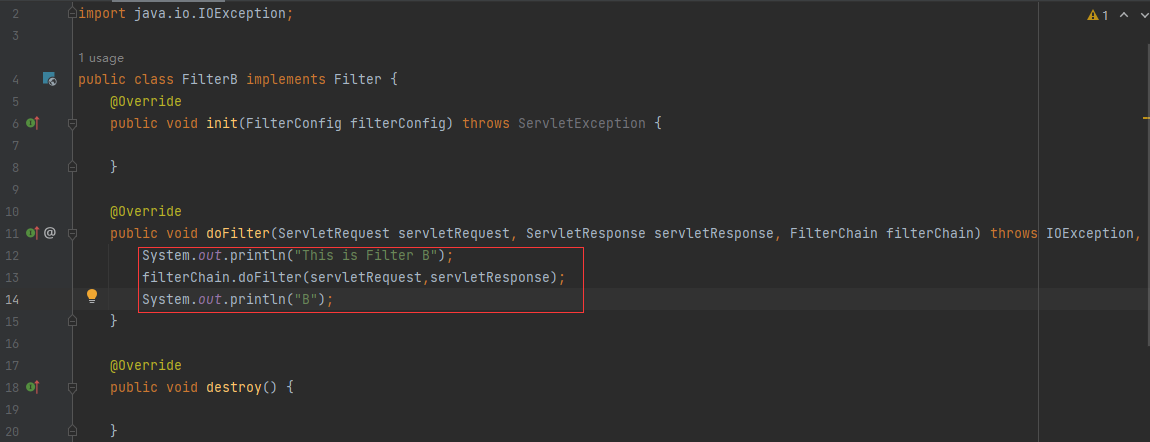 2 import java.io.IOException;
1
3
1 usage
4 public class FilterB implements Filter {
5 @Override
6 public void init(FilterConfig filterConfig) throws ServletException {
7
8 }
9
10 @Override
11 @ public void doFilter(ServletRequest servletRequest, ServletResponse servletResponse, FilterChain filterChain) throws IOException,
12 System.out.println("This is Filter B");
13 filterChain.doFilter(servletRequest,servletResponse);
14 System.out.println("B");
15 }
16
17 @Override
18 public void destroy() {
19
20 }